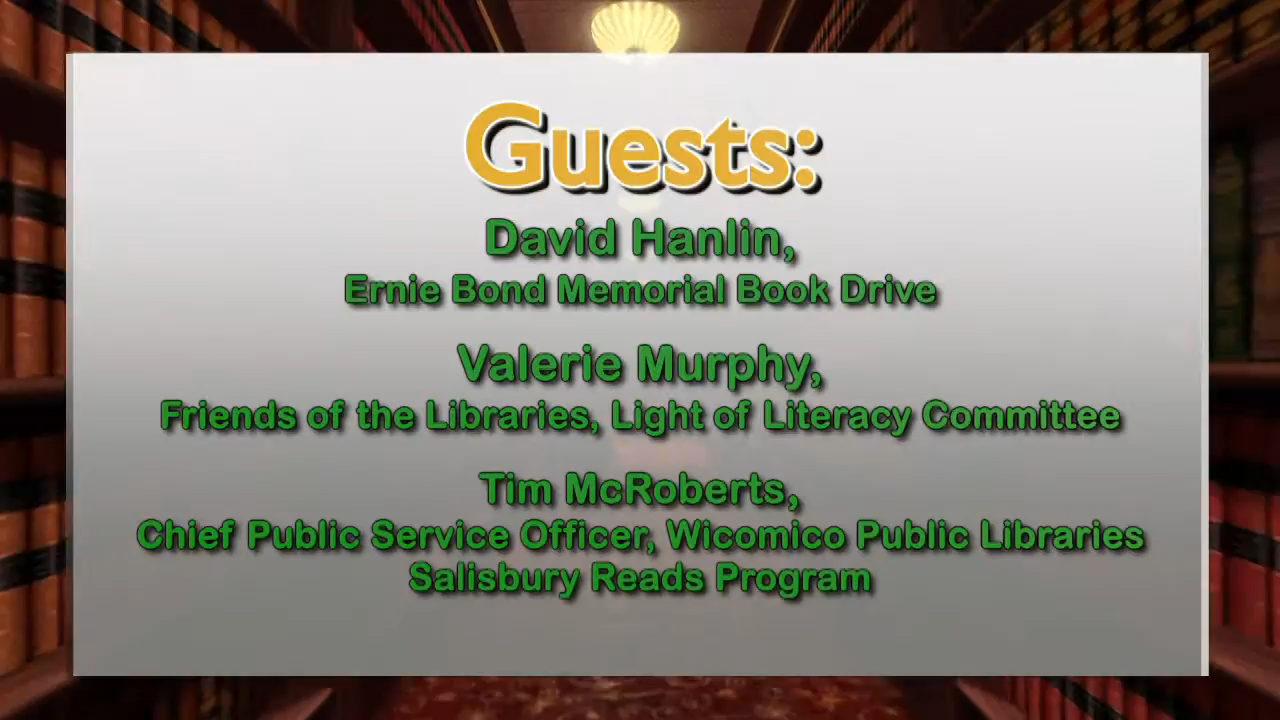 Guests:
David Hanlin,
Ernie Bond Memorial Book Drive
Valerie Murphy,
Friends of the Libraries, Light of Literacy Committee
Tim McRoberts,
Chief Public Service Officer, Wicomico Public Libraries
Salisbury Reads Program